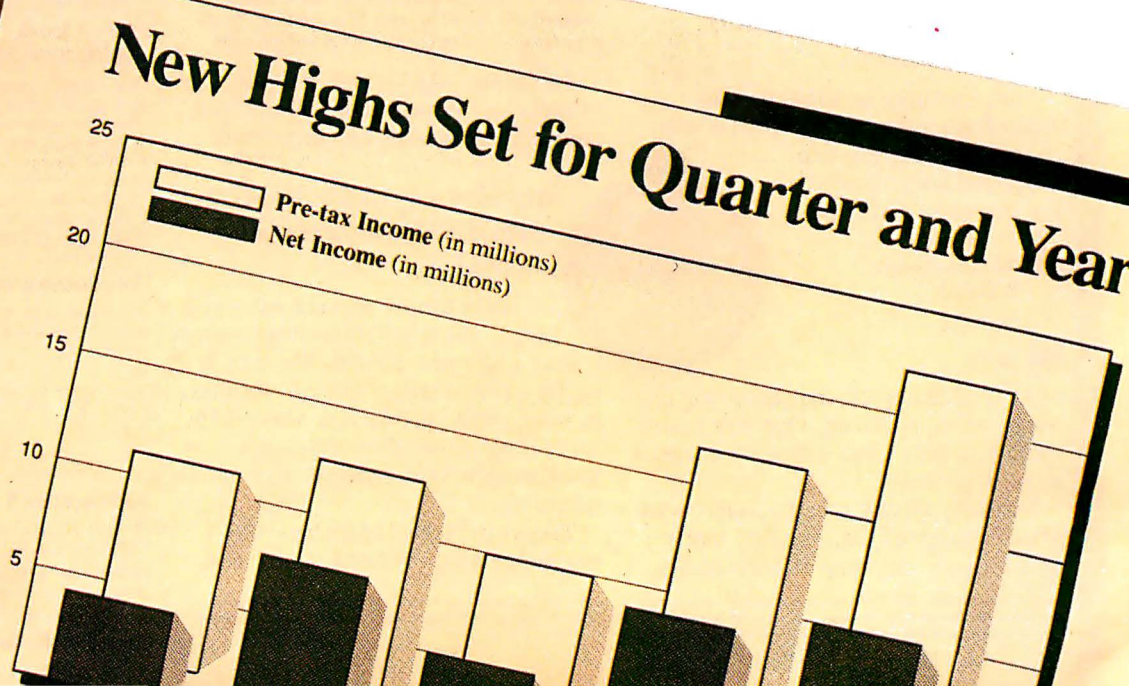 New Highs Set for Quarter and Year
25
Pre-tax Income (in millions)
Net Income (in millions)
20
15
10
5